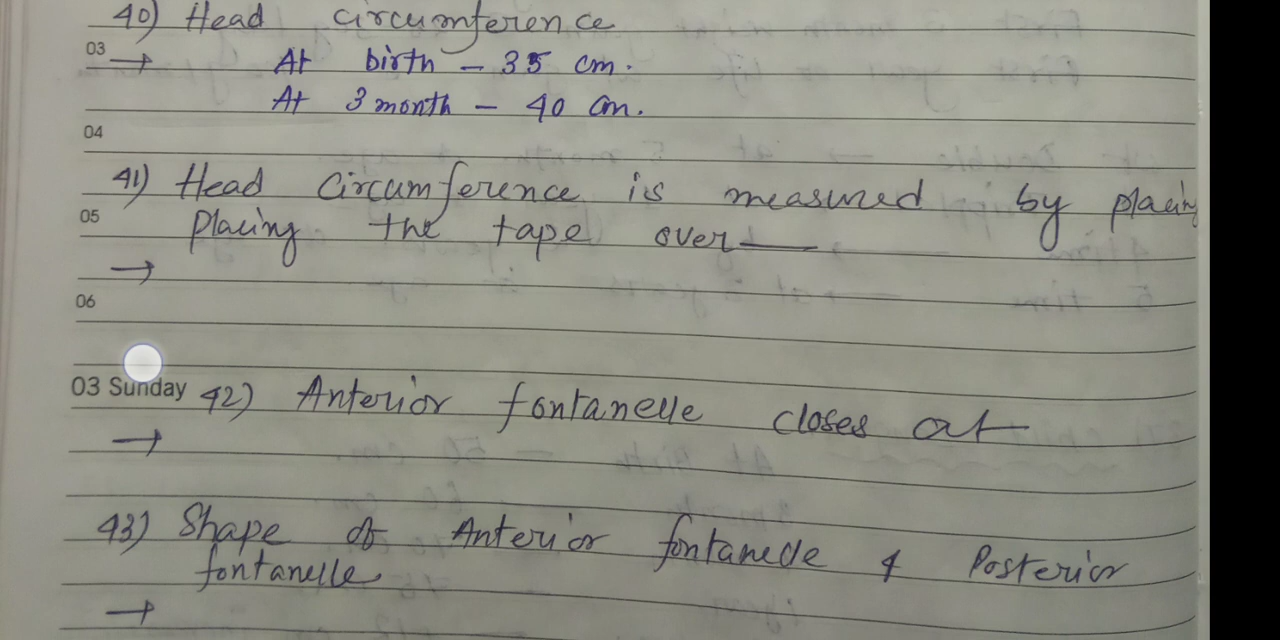 40) Head circumference
03 → At birth - 35 cm.
At 3 month - 40 cm.
04
41) Head Circumference is measured by placing
05 Placing the tape over —
→
06
03 Sunday 42) Anterior fontanelle closes at —
→
43) Shape of Anterior fontanelle & Posterior
fontanelle
→